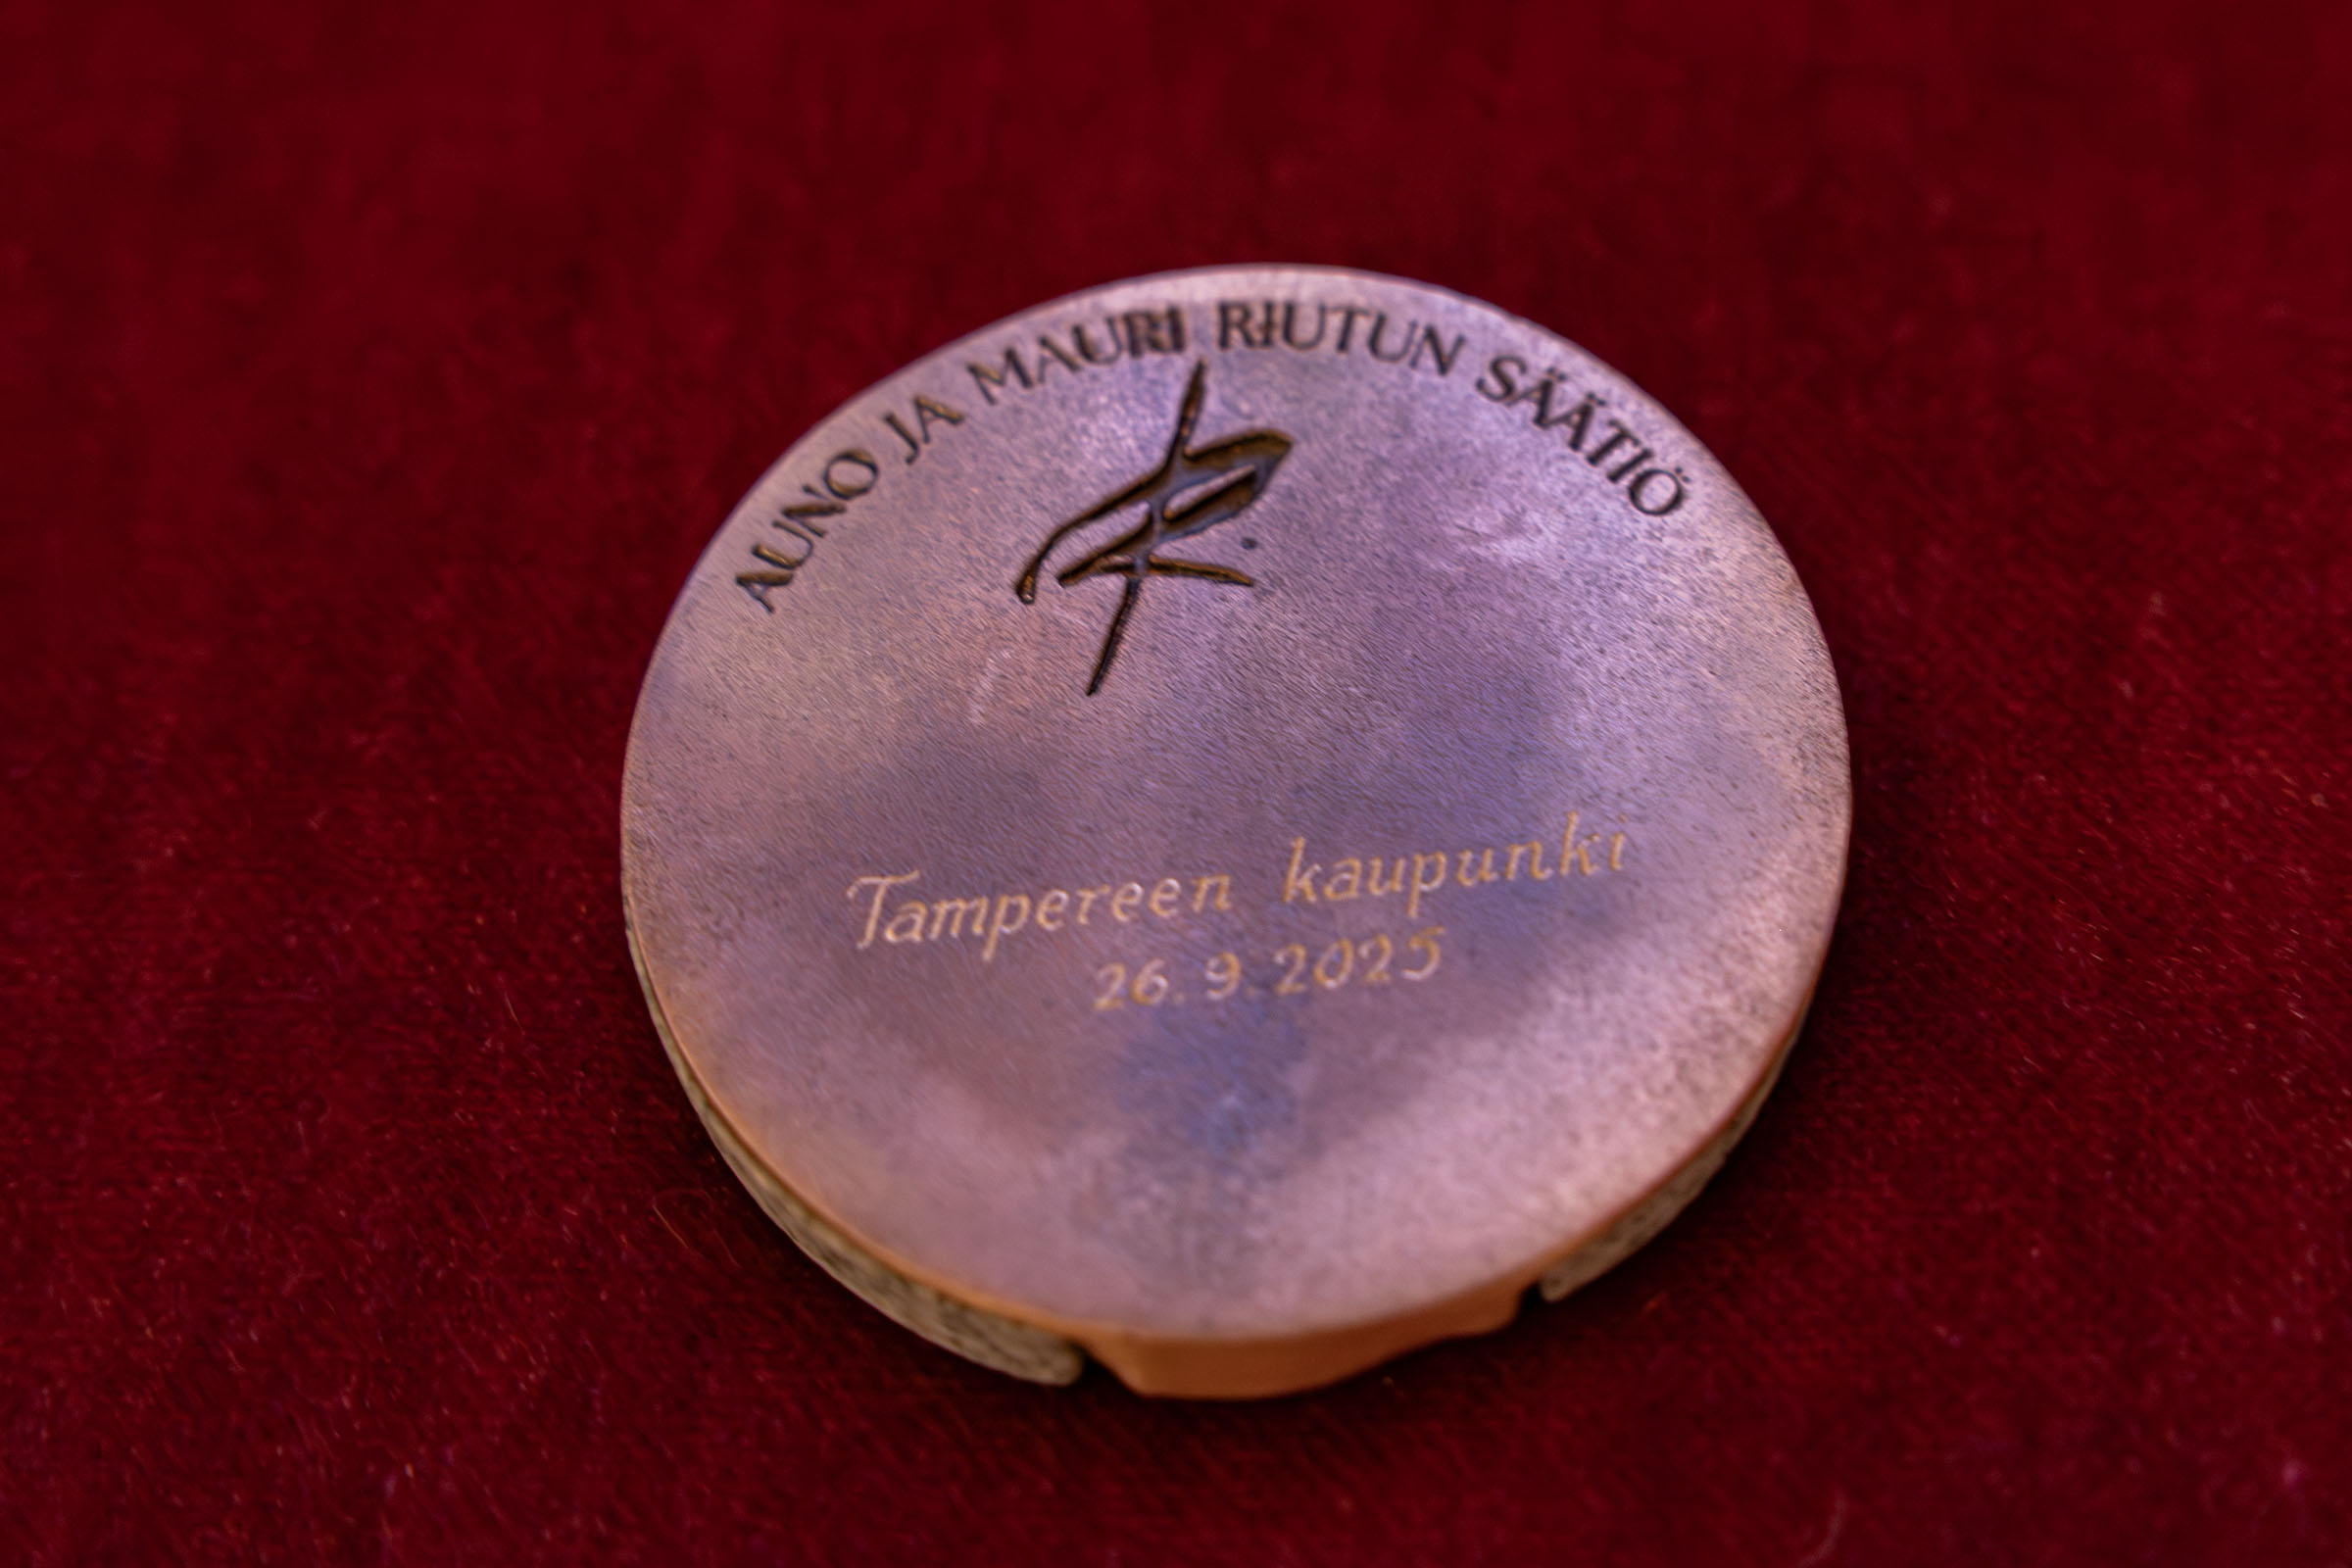 AUNO JA MAURI RIUTUN SÄÄTIÖ
Tampereen kaupunki
26.9.2025